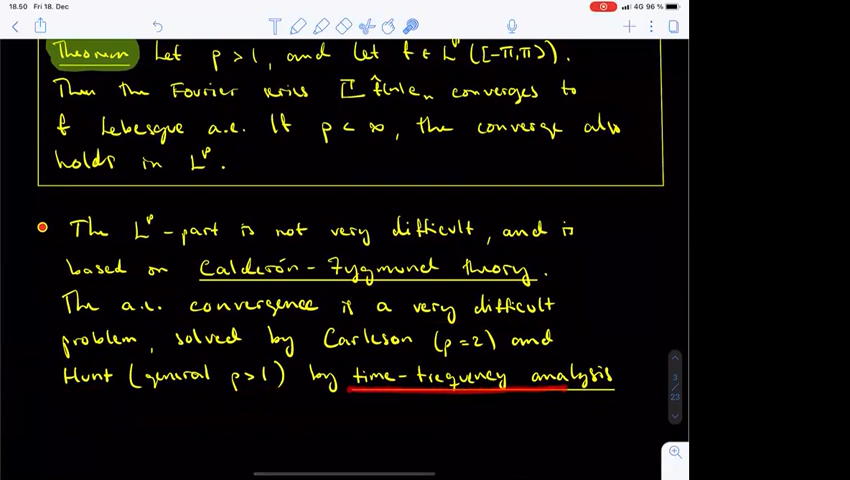 18.50 Fri 18. Dec
4G 96 %
Theorem Let p > 1, and let f ∈ L^p([-π,π>).
Then the Fourier series Σ f̂(n)e_n converges to
f Lebesgue a.e. If p < ∞, the converge also
holds in L^p.
The L^p-part is not very difficult, and is
based on Calderón-Zygmund theory.
The a.e. convergence is a very difficult
problem, solved by Carleson (p=2) and
Hunt (general p>1) by time-frequency analysis
3
23